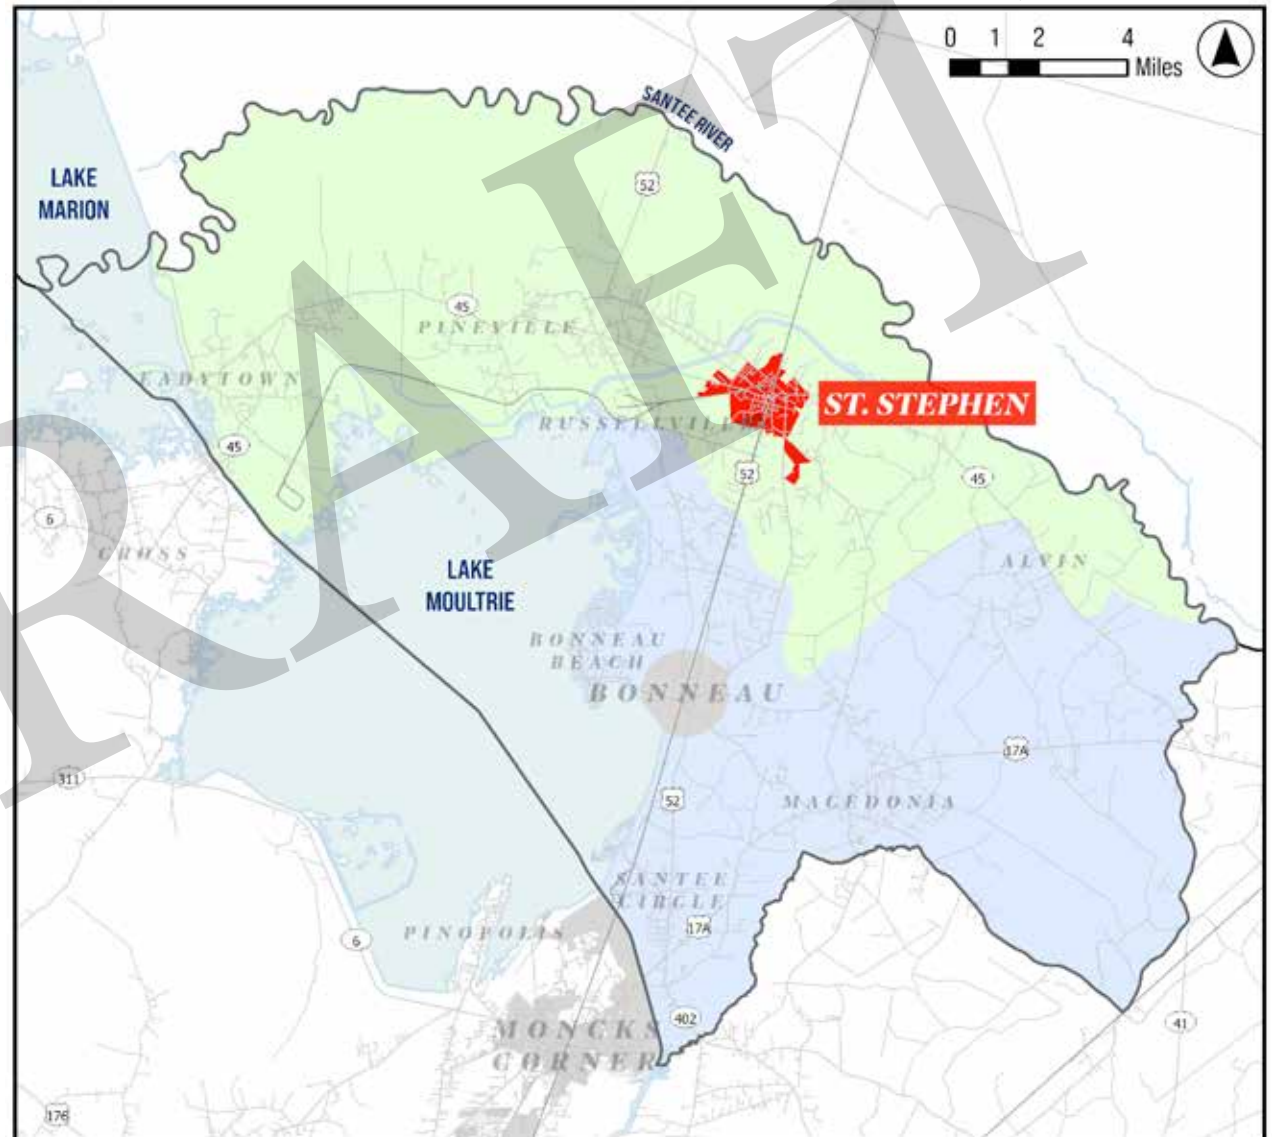 0 1 2 4
Miles
SANTEE RIVER
LAKE
MARION
52
45
PINEVILLE
EADYTOWN
RUSSELLVILLE
ST. STEPHEN
45
52
45
6
CROSS
ALVIN
LAKE
MOULTRIE
BONNEAU
BEACH
BONNEAU
17A
311
52
MACEDONIA
SANTEE
CIRCLE
17A
6
PINOPOLIS
402
MONCKS
CORNER
41
176
DRAFT